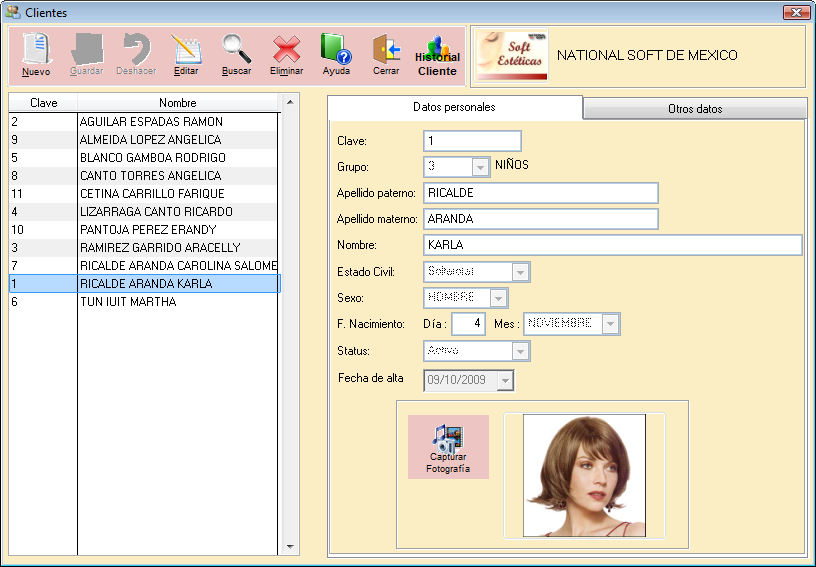 Clientes
Nuevo Guardar Deshacer Editar Buscar Eliminar Ayuda Cerrar Historial Cliente
Soft Estéticas
NATIONAL SOFT DE MEXICO
Clave Nombre
2 AGUILAR ESPADAS RAMON
9 ALMEIDA LOPEZ ANGELICA
5 BLANCO GAMBOA RODRIGO
8 CANTO TORRES ANGELICA
11 CETINA CARRILLO FARIQUE
4 LIZARRAGA CANTO RICARDO
10 PANTOJA PEREZ ERANDY
3 RAMIREZ GARRIDO ARACELLY
7 RICALDE ARANDA CAROLINA SALOME
1 RICALDE ARANDA KARLA
6 TUN IUIT MARTHA
Datos personales Otros datos
Clave: 1
Grupo: 3 NIÑOS
Apellido paterno: RICALDE
Apellido materno: ARANDA
Nombre: KARLA
Estado Civil:
Sexo: HOMBRE
F. Nacimiento: Día : 4 Mes : NOVIEMBRE
Status: Activo
Fecha de alta 09/10/2009
Capturar
Fotografía